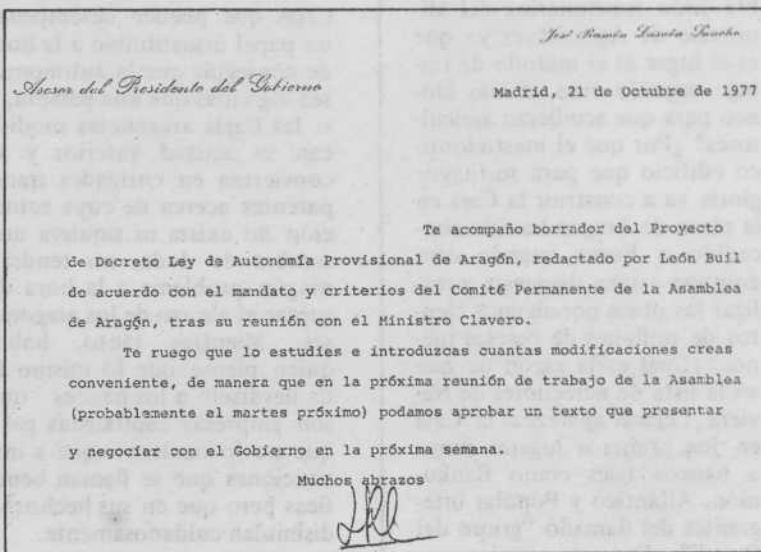 José Ramón Lasuén Sancho
Asesor del Presidente del Gobierno
Madrid, 21 de Octubre de 1977
Te acompaño borrador del Proyecto
de Decreto Ley de Autonomía Provisional de Aragón, redactado por León Buil
de acuerdo con el mandato y criterios del Comité Permanente de la Asamblea
de Aragón, tras su reunión con el Ministro Clavero.
Te ruego que lo estudies e introduzcas cuantas modificaciones creas
conveniente, de manera que en la próxima reunión de trabajo de la Asamblea
(probablemente el martes próximo) podamos aprobar un texto que presentar
y negociar con el Gobierno en la próxima semana.
Muchos abrazos